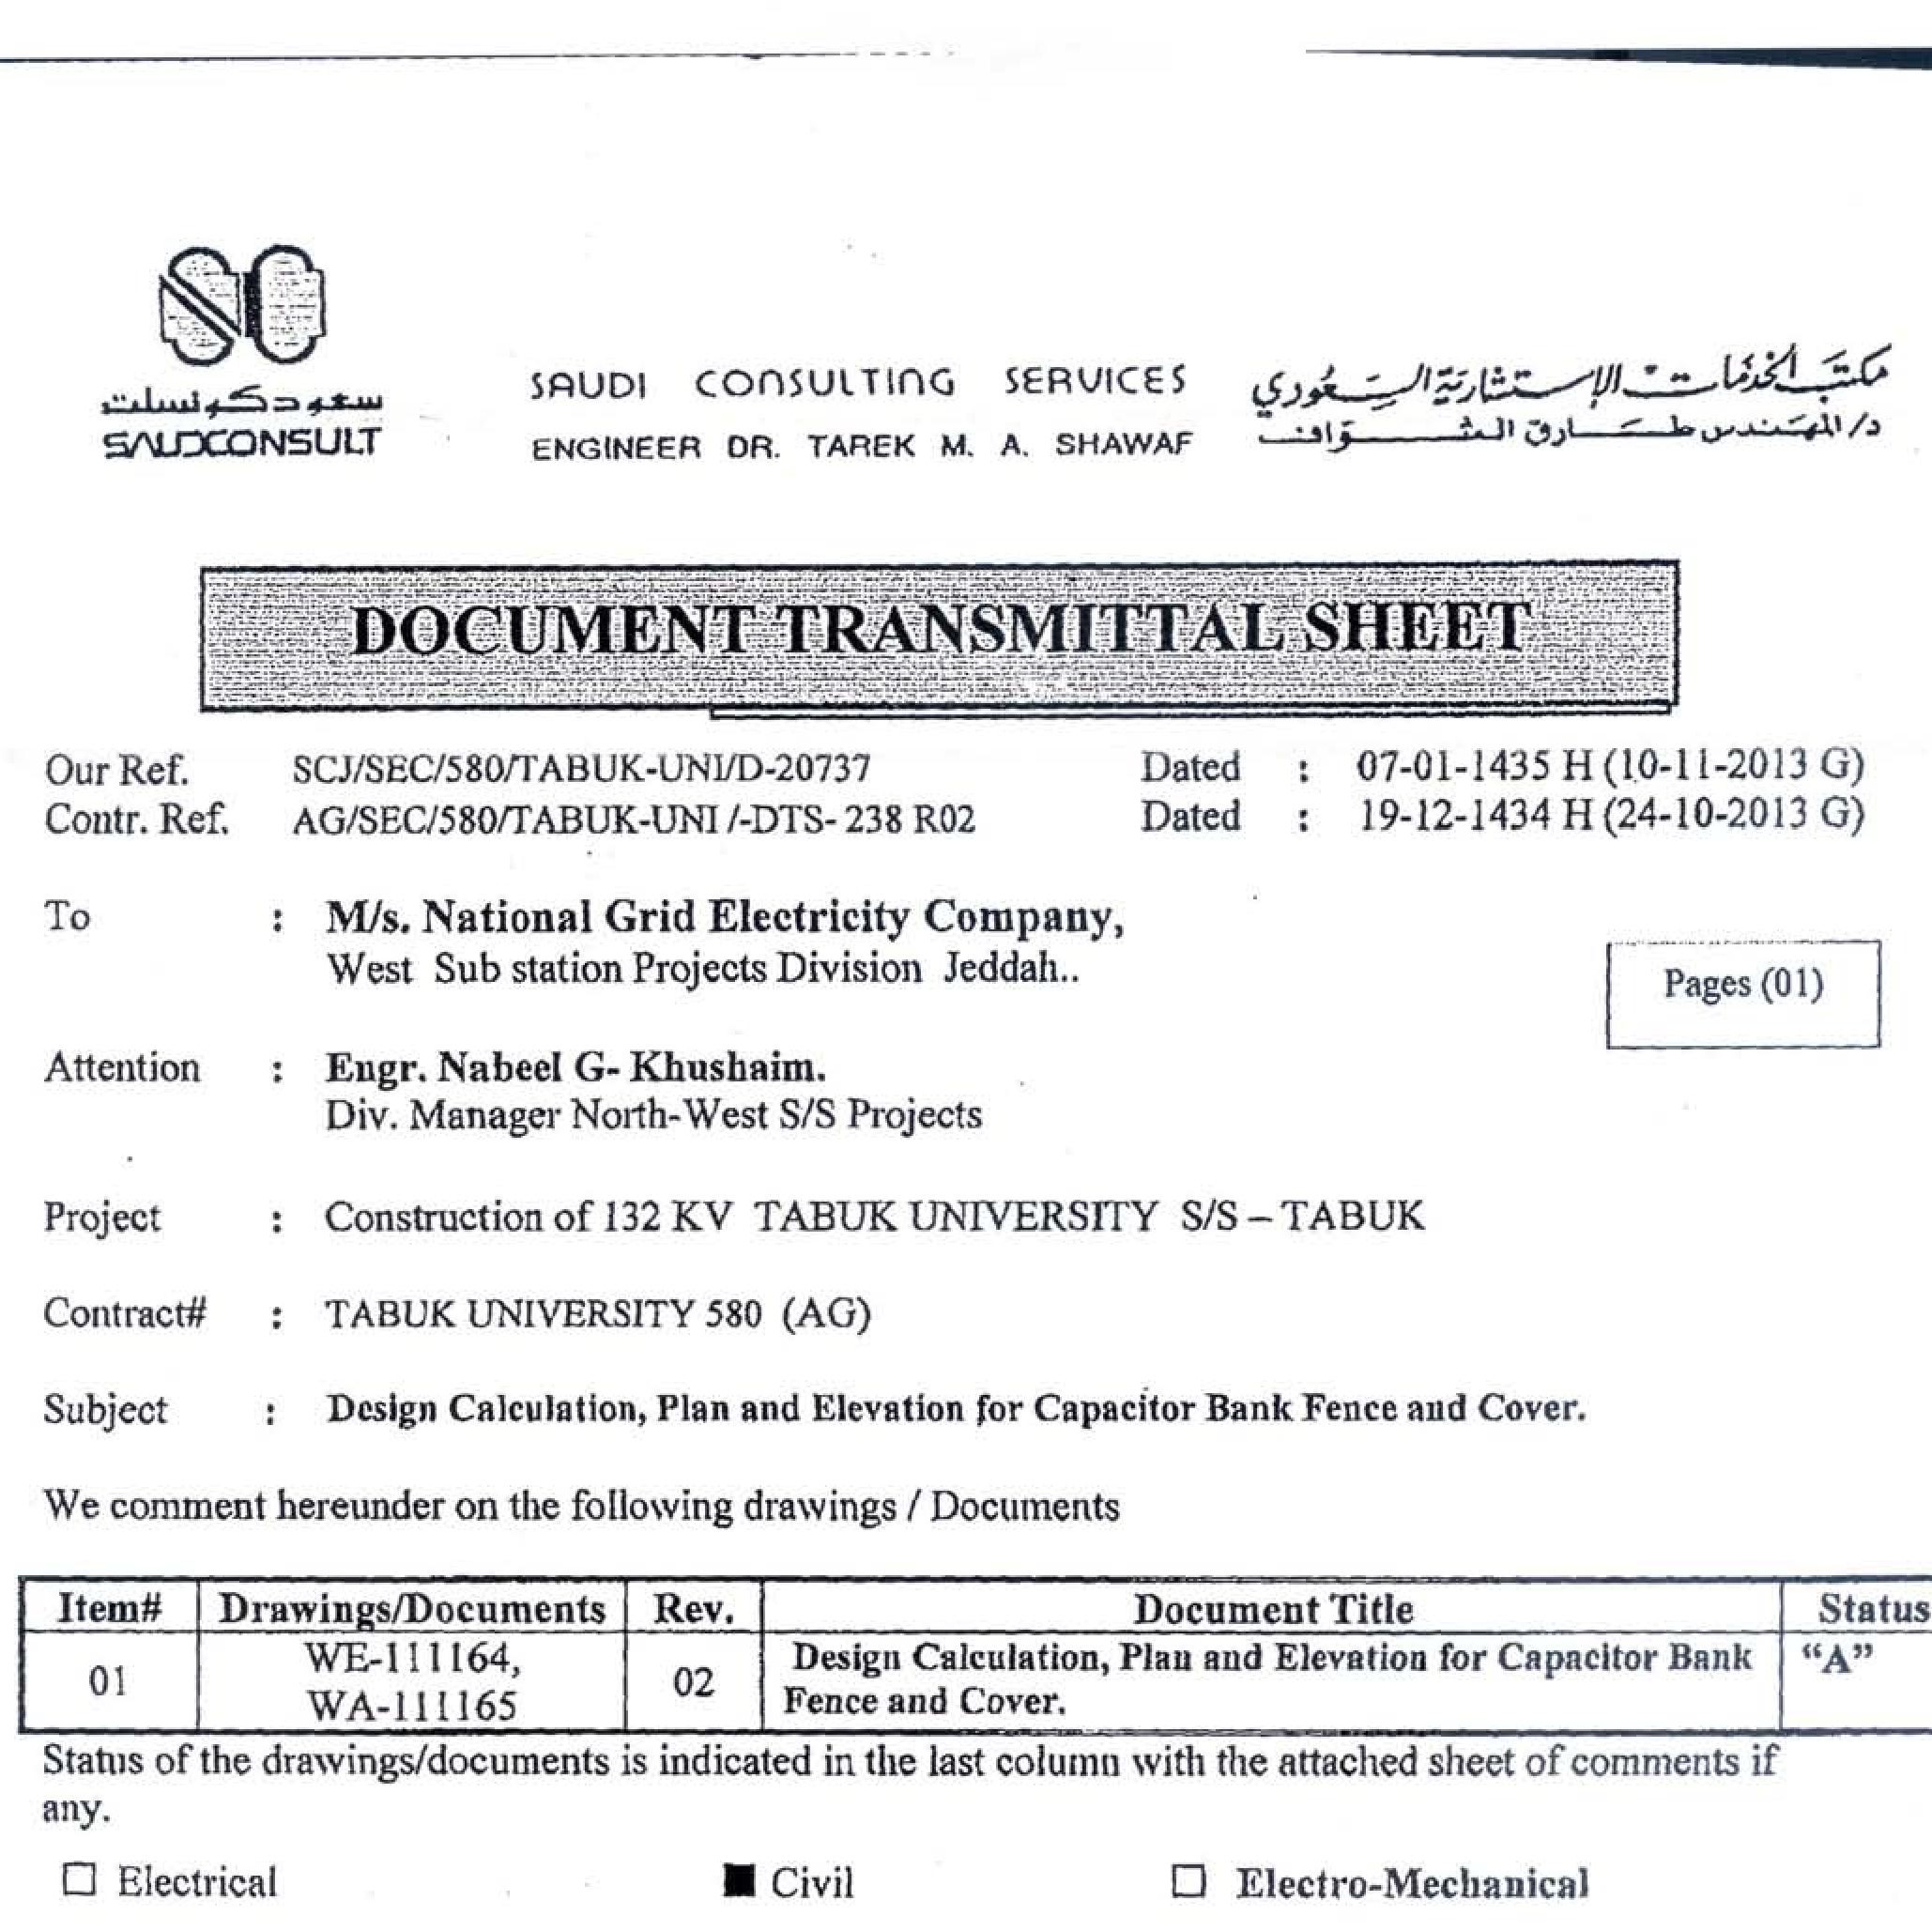 سعودكونسلت
SAUDCONSULT
SAUDI CONSULTING SERVICES
ENGINEER DR. TAREK M. A. SHAWAF
مكتب الخدمات الإستشارية السعودي
د/ المهندس طارق الشواف
DOCUMENT TRANSMITTAL SHEET
Our Ref. SCJ/SEC/580/TABUK-UNI/D-20737 Dated : 07-01-1435 H (10-11-2013 G)
Contr. Ref. AG/SEC/580/TABUK-UNI /-DTS- 238 R02 Dated : 19-12-1434 H (24-10-2013 G)
To : M/s. National Grid Electricity Company,
West Sub station Projects Division Jeddah..
Pages (01)
Attention : Engr. Nabeel G- Khushaim.
Div. Manager North-West S/S Projects
Project : Construction of 132 KV TABUK UNIVERSITY S/S – TABUK
Contract# : TABUK UNIVERSITY 580 (AG)
Subject : Design Calculation, Plan and Elevation for Capacitor Bank Fence and Cover.
We comment hereunder on the following drawings / Documents
Item# Drawings/Documents Rev. Document Title Status
01 WE-111164, WA-111165 02 Design Calculation, Plan and Elevation for Capacitor Bank Fence and Cover. “A”
Status of the drawings/documents is indicated in the last column with the attached sheet of comments if
any.
☐ Electrical ■ Civil ☐ Electro-Mechanical